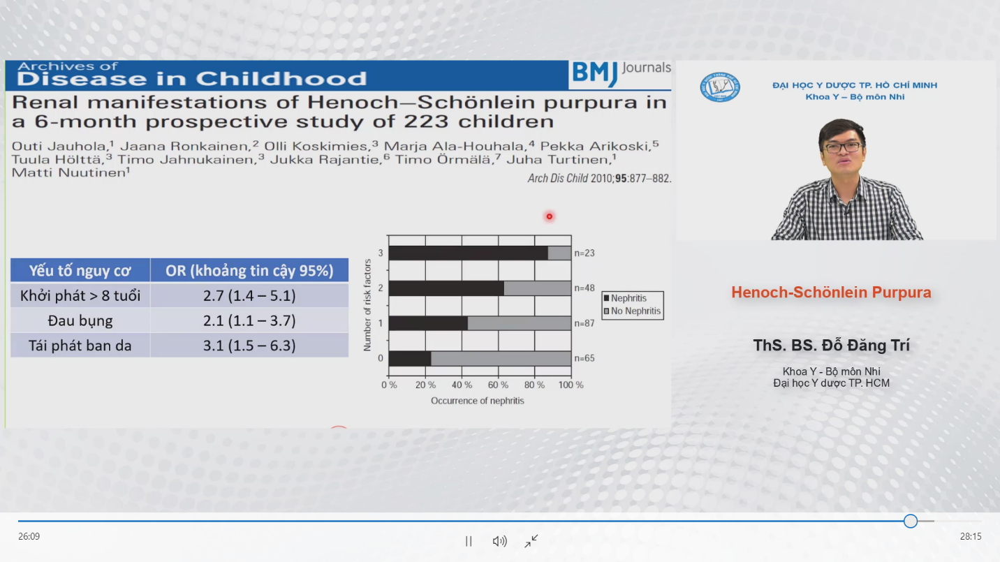 Archives of
Disease in Childhood
BMJ Journals
Renal manifestations of Henoch–Schönlein purpura in
a 6-month prospective study of 223 children
Outi Jauhola,¹ Jaana Ronkainen,² Olli Koskimies,³ Marja Ala-Houhala,⁴ Pekka Arikoski,⁵
Tuula Hölttä,³ Timo Jahnukainen,³ Jukka Rajantie,⁶ Timo Örmälä,⁷ Juha Turtinen,¹
Matti Nuutinen¹
Arch Dis Child 2010;95:877–882.
Yếu tố nguy cơ OR (khoảng tin cậy 95%)
Khởi phát > 8 tuổi 2.7 (1.4 – 5.1)
Đau bụng 2.1 (1.1 – 3.7)
Tái phát ban da 3.1 (1.5 – 6.3)
Number of risk factors
3 n=23
2 n=48
1 n=87
0 n=65
0 % 20 % 40 % 60 % 80 % 100 %
Occurrence of nephritis
Nephritis
No Nephritis
ĐẠI HỌC Y DƯỢC TP. HỒ CHÍ MINH
Khoa Y – Bộ môn Nhi
Henoch-Schönlein Purpura
ThS. BS. Đỗ Đăng Trí
Khoa Y - Bộ môn Nhi
Đại học Y dược TP. HCM
26:09
28:15